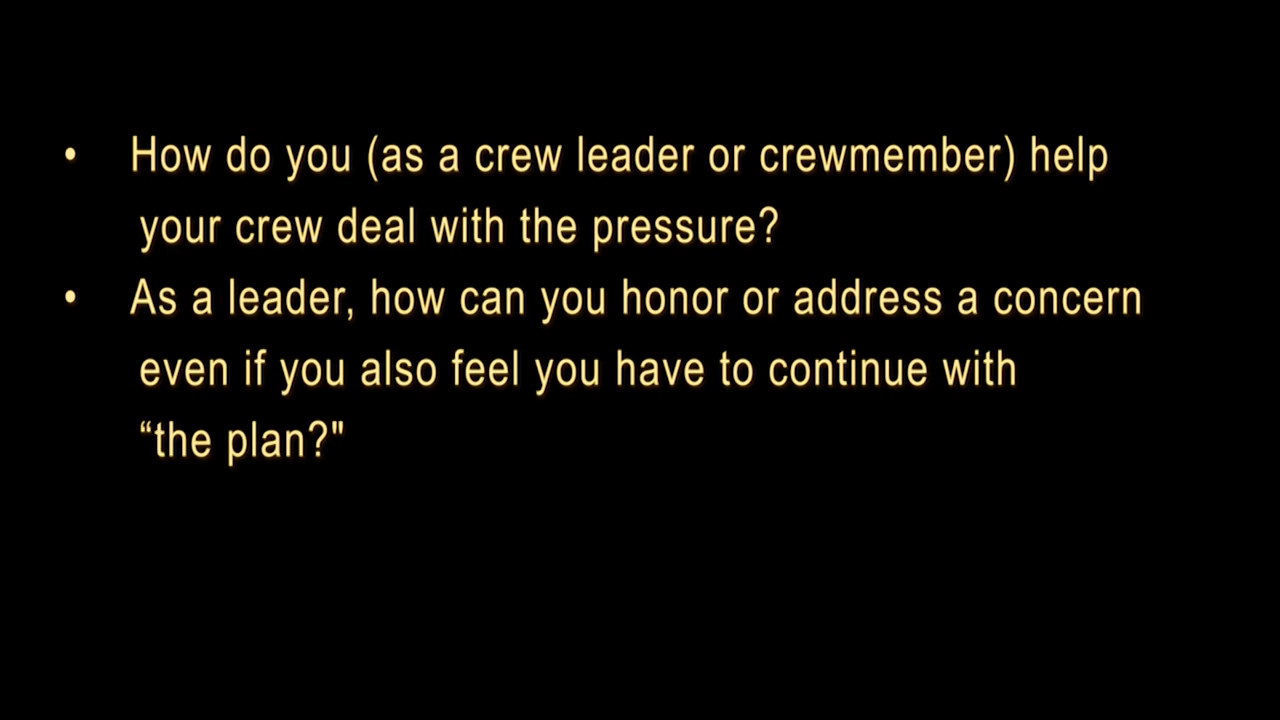 • How do you (as a crew leader or crewmember) help
your crew deal with the pressure?
• As a leader, how can you honor or address a concern
even if you also feel you have to continue with
“the plan?"